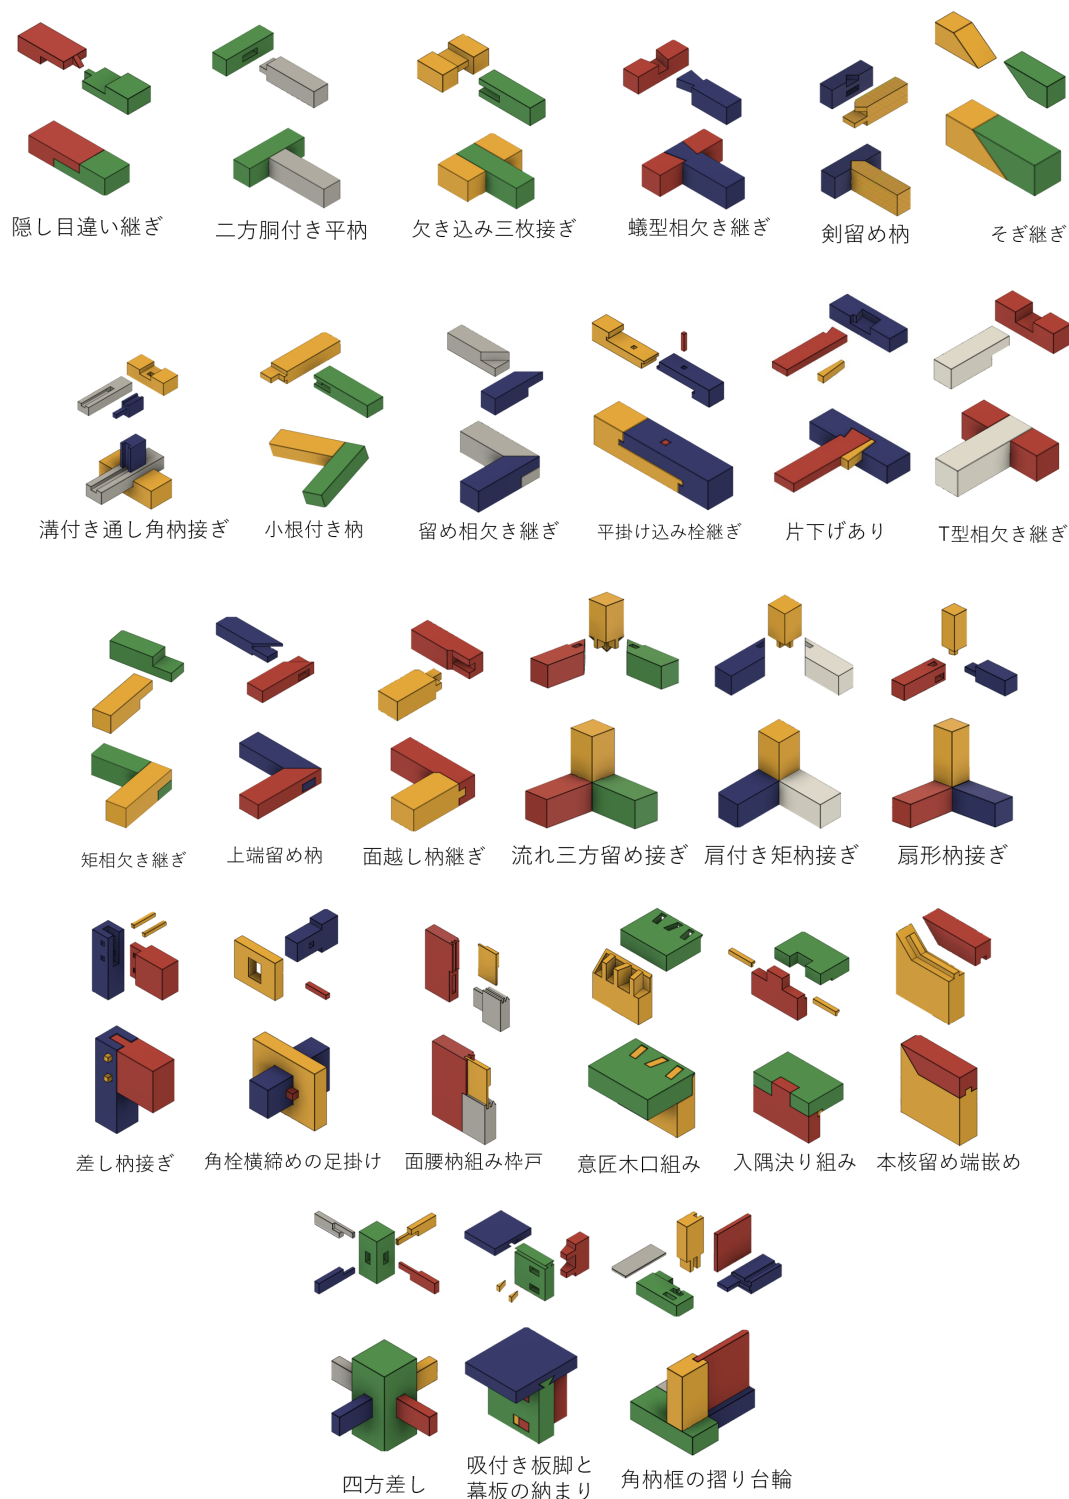 隠し目違い継ぎ
二方胴付き平枘
欠き込み三枚接ぎ
蟻型相欠き継ぎ
剣留め枘
そぎ継ぎ
溝付き通し角枘接ぎ
小根付き枘
留め相欠き継ぎ
平掛け込み栓継ぎ
片下げあり
T型相欠き継ぎ
矩相欠き継ぎ
上端留め枘
面越し枘継ぎ
流れ三方留め接ぎ
肩付き矩枘接ぎ
扇形枘接ぎ
差し枘接ぎ
角栓横締めの足掛け
面腰枘組み枠戸
意匠木口組み
入隅決り組み
本核留め端嵌め
四方差し
吸付き板脚と
幕板の納まり
角枘框の摺り台輪